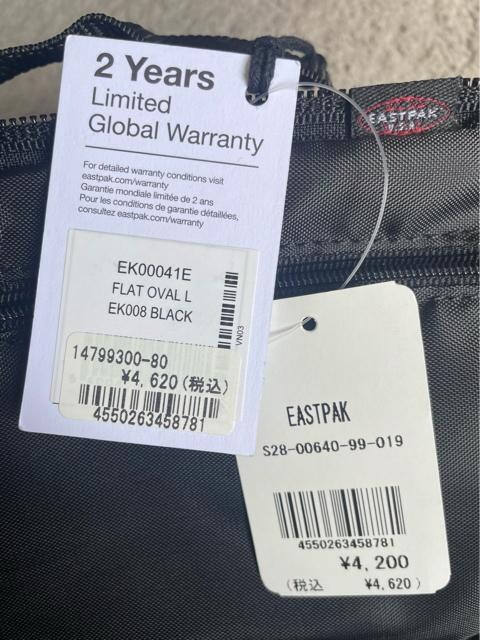 2 Years
Limited
Global Warranty
For detailed warranty conditions visit
eastpak.com/warranty
Garantie mondiale limitée de 2 ans
Pour les conditions de garantie détaillées,
consultez eastpak.com/warranty
EK00041E
FLAT OVAL L
EK008 BLACK
VN03
14799300-80
¥4,620(税込)
4550263458781
EASTPAK
U.S.A
EASTPAK
S28-00640-99-019
4550263458781
¥4,200
(税込 ¥4,620)